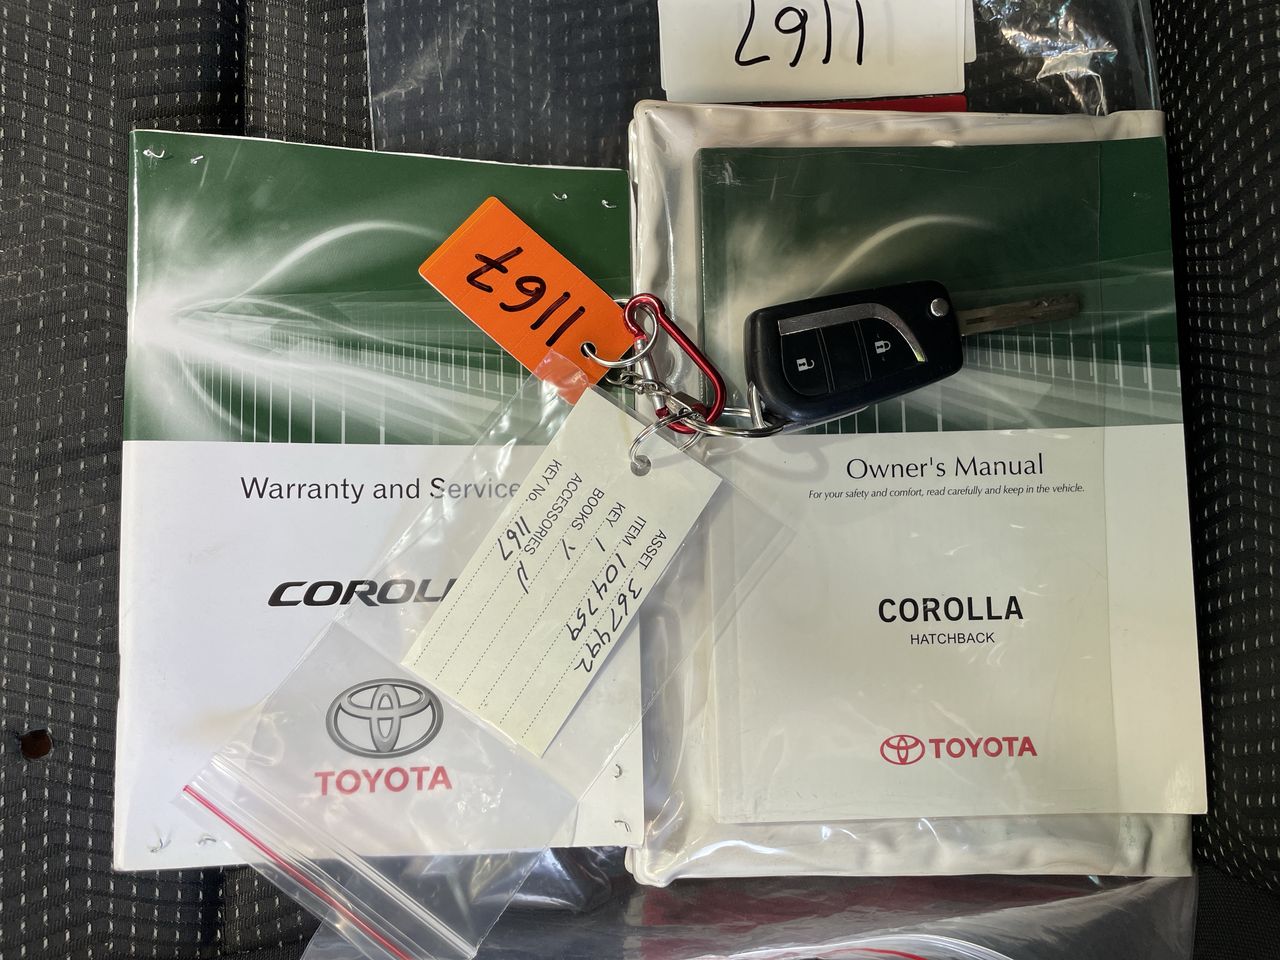 1167
1167
Warranty and Service
COROL
TOYOTA
ASSET 367492
ITEM 104759
KEY 1
BOOKS Y
ACCESSORIES N
KEY No. 1167
Owner's Manual
For your safety and comfort, read carefully and keep in the vehicle.
COROLLA
HATCHBACK
TOYOTA